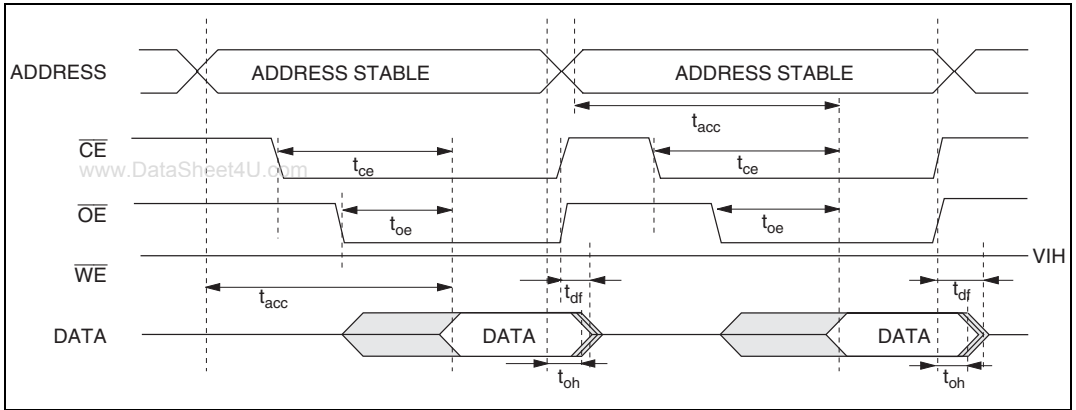 ADDRESS
ADDRESS STABLE
ADDRESS STABLE
tacc
CE
tce
tce
www.DataSheet4U.com
OE
toe
toe
VIH
WE
tacc
tdf
tdf
DATA
DATA
DATA
toh
toh